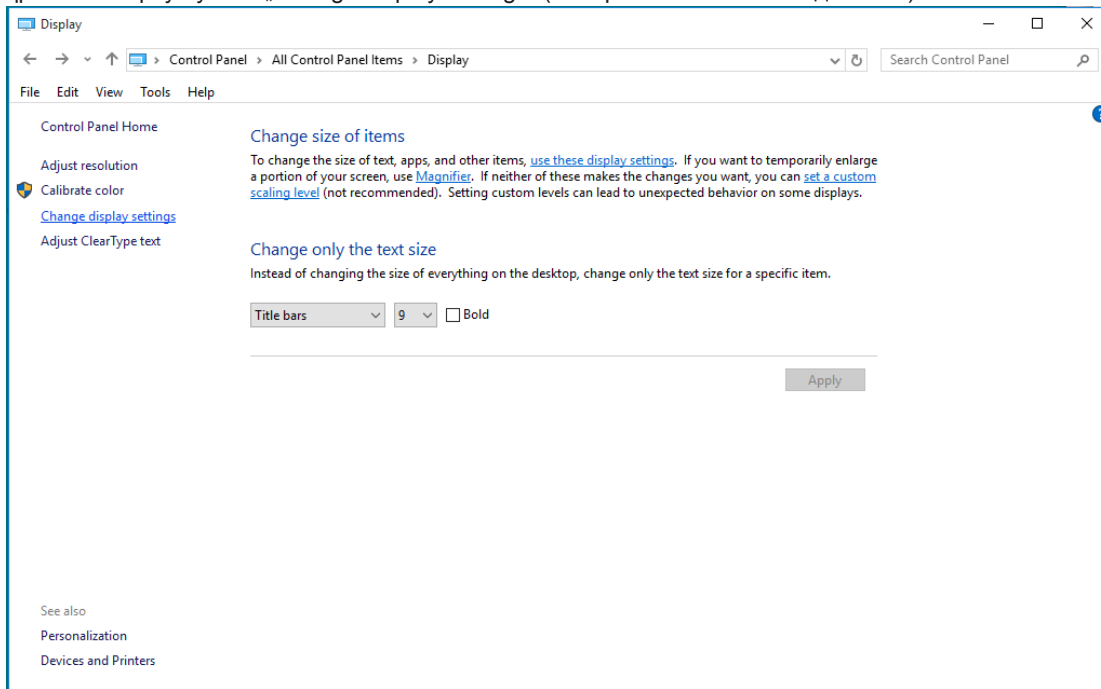 Display
Control Panel > All Control Panel Items > Display
Search Control Panel
File Edit View Tools Help
Control Panel Home
Adjust resolution
Calibrate color
Change display settings
Adjust ClearType text
Change size of items
To change the size of text, apps, and other items, use these display settings. If you want to temporarily enlarge
a portion of your screen, use Magnifier. If neither of these makes the changes you want, you can set a custom
scaling level (not recommended). Setting custom levels can lead to unexpected behavior on some displays.
Change only the text size
Instead of changing the size of everything on the desktop, change only the text size for a specific item.
Title bars 9 Bold
Apply
See also
Personalization
Devices and Printers